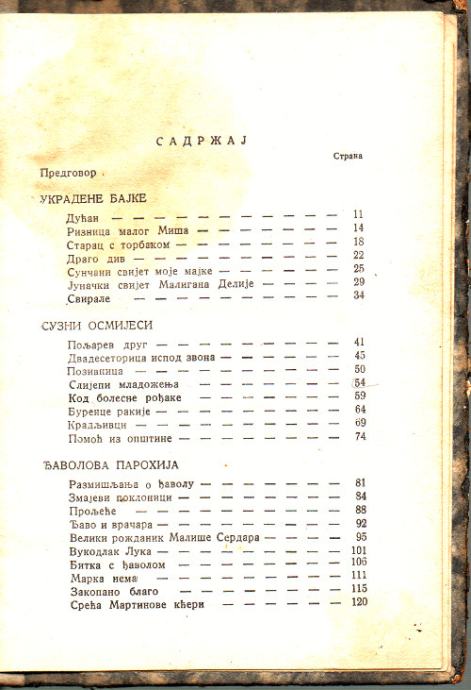 САДРЖАЈ
Страна
Предговор
УКРАДЕНЕ БАЈКЕ
Дућан — — — — — — — — — 11
Ризница малог Миша — — — — — — 14
Старац с торбаком — — — — — — 18
Драго див — — — — — — — — 22
Сунчани свијет моје мајке — — — — — 25
Јуначки свијет Малигана Делије — — — — 29
Свирале — — — — — — — — 34
СУЗНИ ОСМИЈЕСИ
Пољарев друг — — — — — — — — 41
Двадесеторица испод звона — — — — — 45
Познаница — — — — — — — — 50
Слијепи младожења — — — — — — 54
Код болесне рођаке — — — — — — 59
Буренце ракије — — — — — — — 64
Крадљивци — — — — — — — — 69
Помоћ из општине — — — — — — — 74
ЂАВОЛОВА ПАРОХИЈА
Размишљања о ђаволу — — — — — — 81
Змајеви поклоници — — — — — — — 84
Прољеће — — — — — — — — 88
Ђаво и врачара — — — — — — — 92
Велики рожданик Малише Сердара — — — — 95
Вукодлак Лука — — — — — — — 101
Битка с ђаволом — — — — — — — 106
Марка нема — — — — — — — — 111
Закопано благо — — — — — — — 115
Срећа Мартинове кћери — — — — — 120